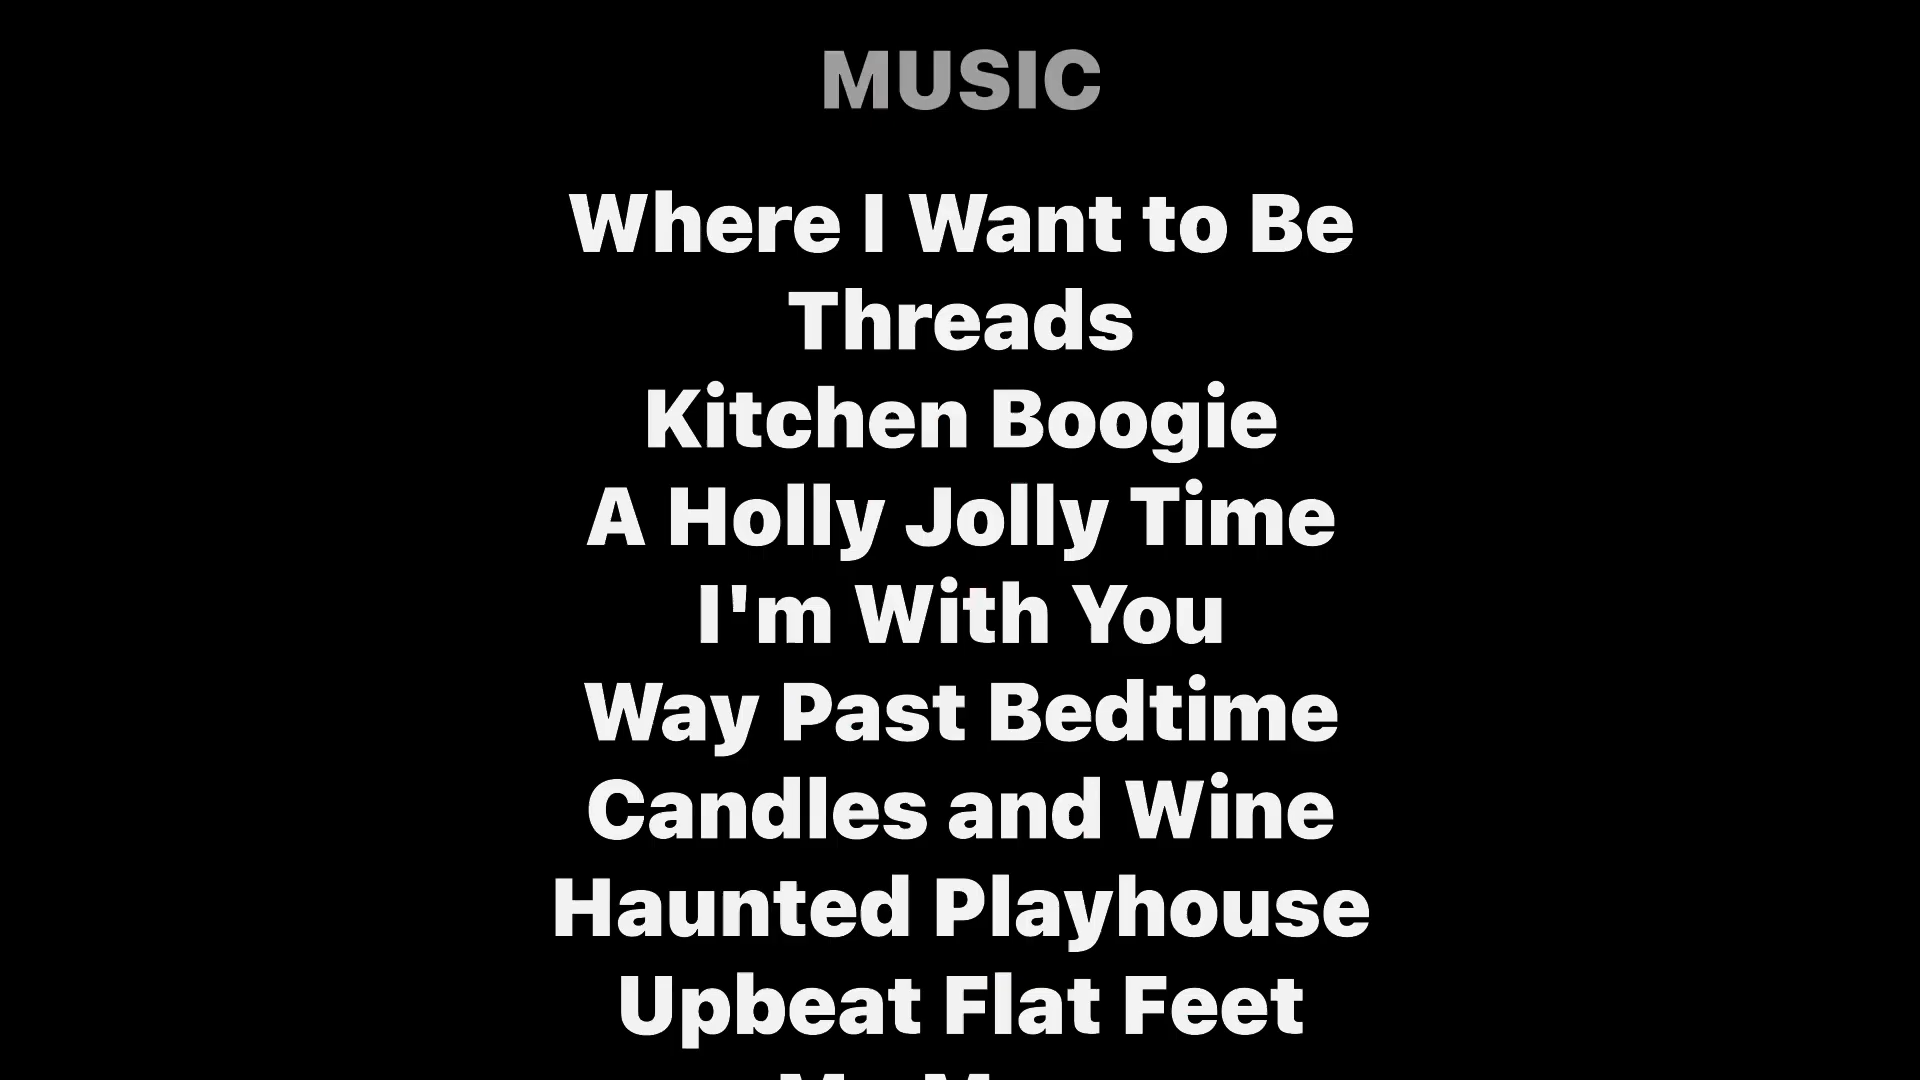 MUSIC
Where I Want to Be
Threads
Kitchen Boogie
A Holly Jolly Time
I'm With You
Way Past Bedtime
Candles and Wine
Haunted Playhouse
Upbeat Flat Feet